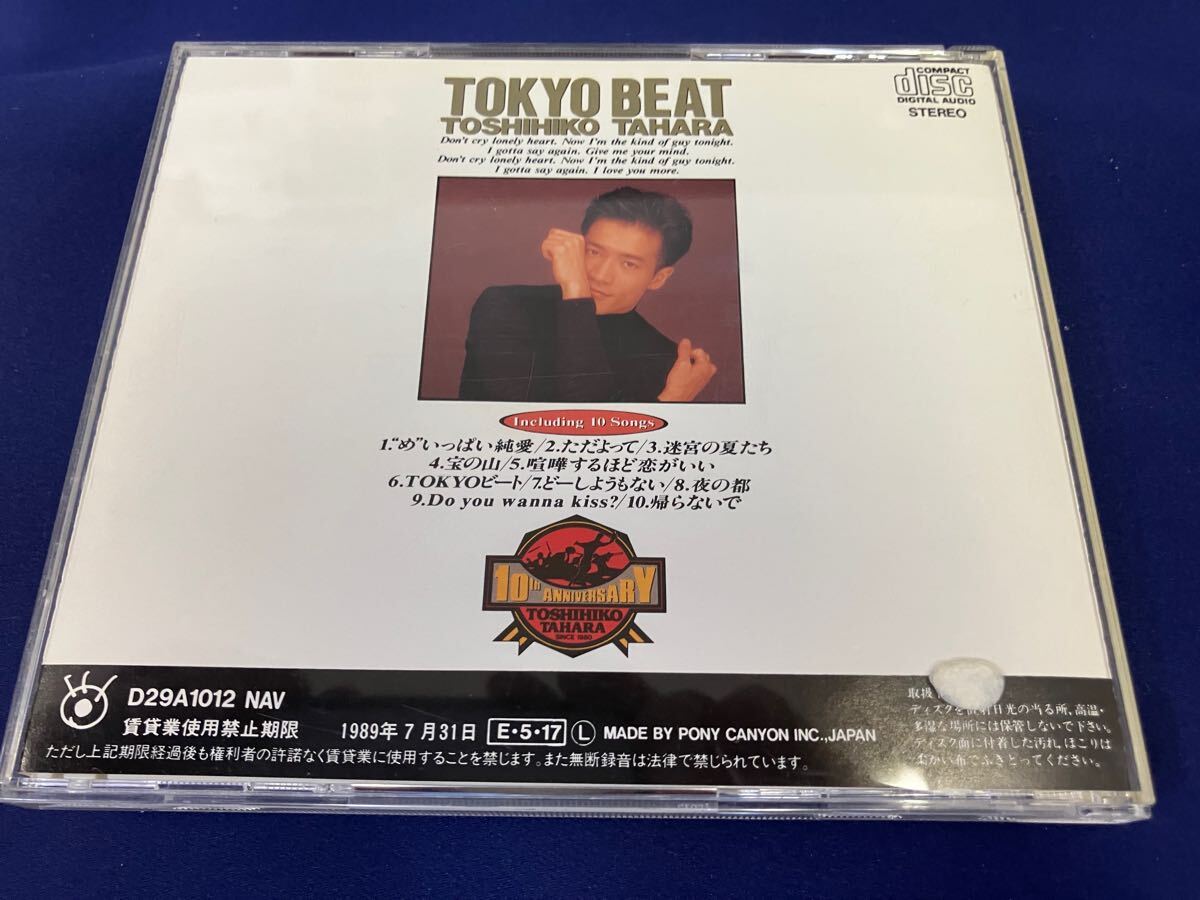 TOKYO BEAT
TOSHIHIKO TAHARA
Don't cry lonely heart. Now I'm the kind of guy tonight.
I gotta say again. Give me your mind.
Don't cry lonely heart. Now I'm the kind of guy tonight.
I gotta say again. I love you more.
COMPACT
disc
DIGITAL AUDIO
STEREO
Including 10 Songs
1.“め”いっぱい純愛/2.ただよって/3.迷宮の夏たち
4.宝の山/5.喧嘩するほど恋がいい
6.TOKYOビート/7.どーしようもない/8.夜の都
9.Do you wanna kiss?/10.帰らないで
10TH ANNIVERSARY
TOSHIHIKO
TAHARA
SINCE 1980
D29A1012 NAV
賃貸業使用禁止期限 1989年7月31日 E・5・17 L MADE BY PONY CANYON INC.,JAPAN
ただし上記期限経過後も権利者の許諾なく賃貸業に使用することを禁じます。また無断録音は法律で禁じられています。
取扱
ディスクを 射日光の当る所、高温・
多湿な場所には保管しないで下さい。
ディスク面に付着した汚れ、ほこりは
柔かい布でふきとってください。